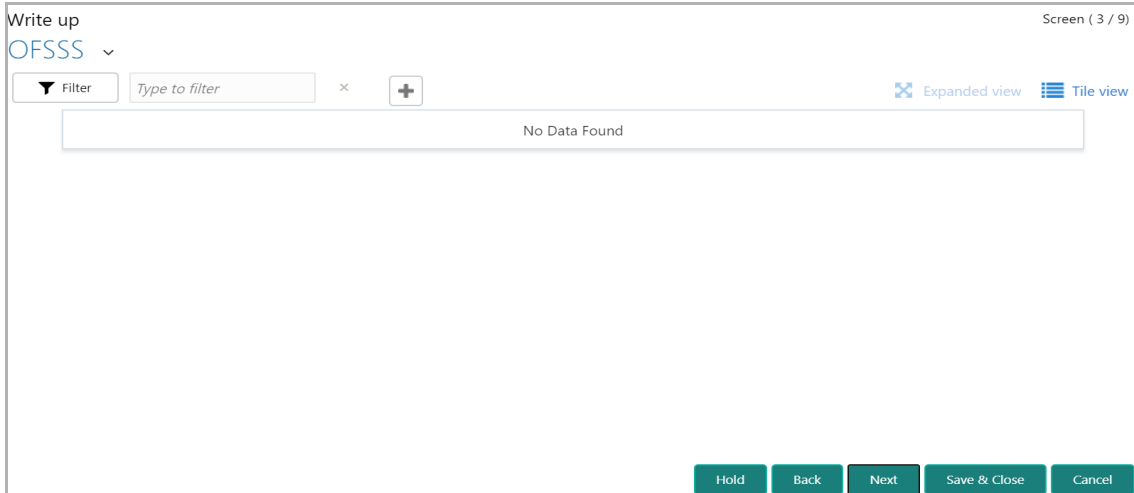 Write up
Screen ( 3 / 9)
OFSSS
Filter
Type to filter
Expanded view
Tile view
No Data Found
Hold
Back
Next
Save & Close
Cancel